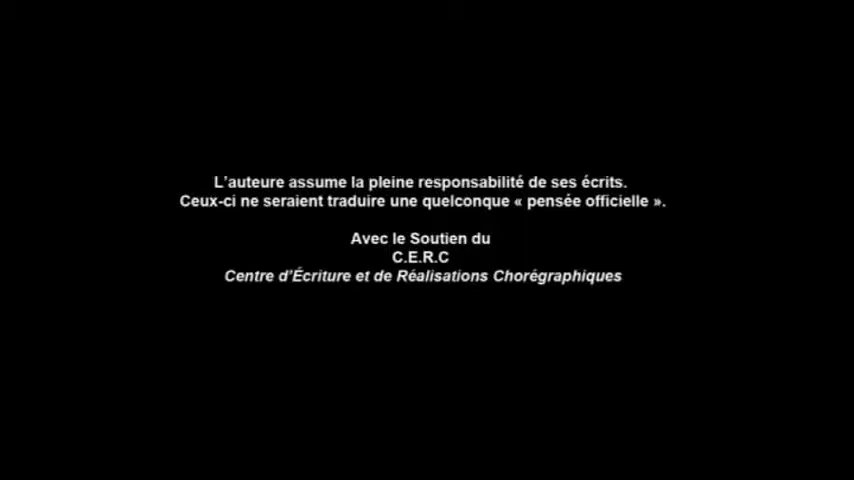 L'auteure assume la pleine responsabilité de ses écrits.
Ceux-ci ne seraient traduire une quelconque « pensée officielle ».
Avec le Soutien du
C.E.R.C
Centre d'Écriture et de Réalisations Chorégraphiques